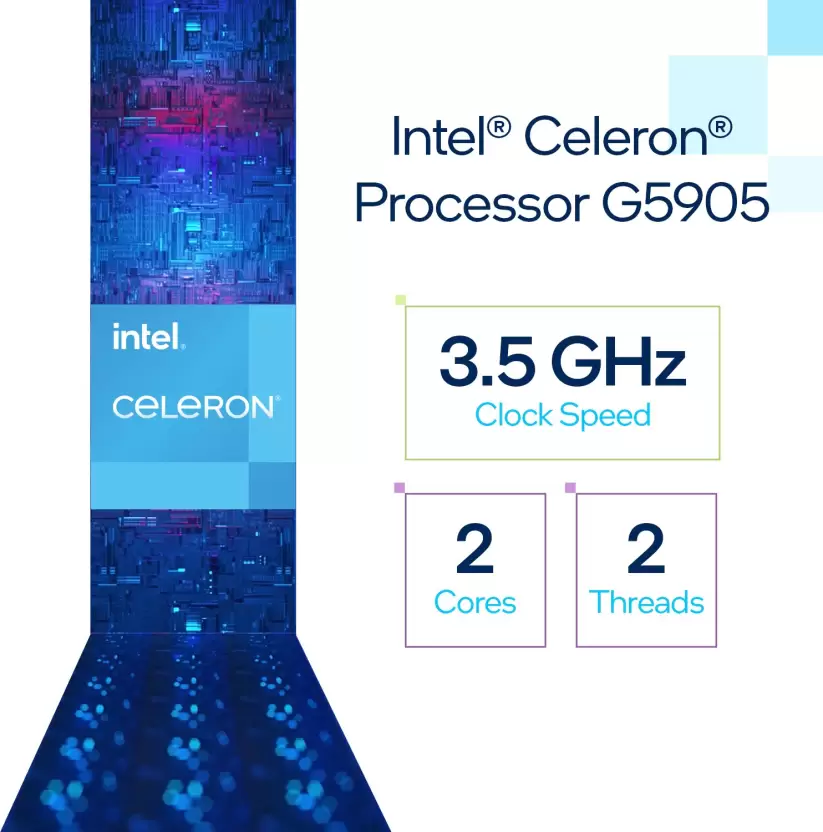 Intel® Celeron®
Processor G5905
intel®
CELERON®
3.5 GHz
Clock Speed
2
Cores
2
Threads